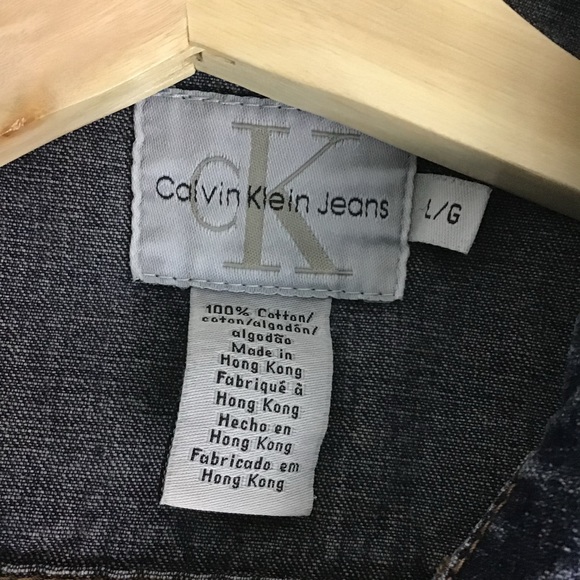 CK
Calvin Klein Jeans
L/G
100% Cotton/
coton/algodón/
algodão
Made in
Hong Kong
Fabriqué à
Hong Kong
Hecho en
Hong Kong
Fabricado em
Hong Kong